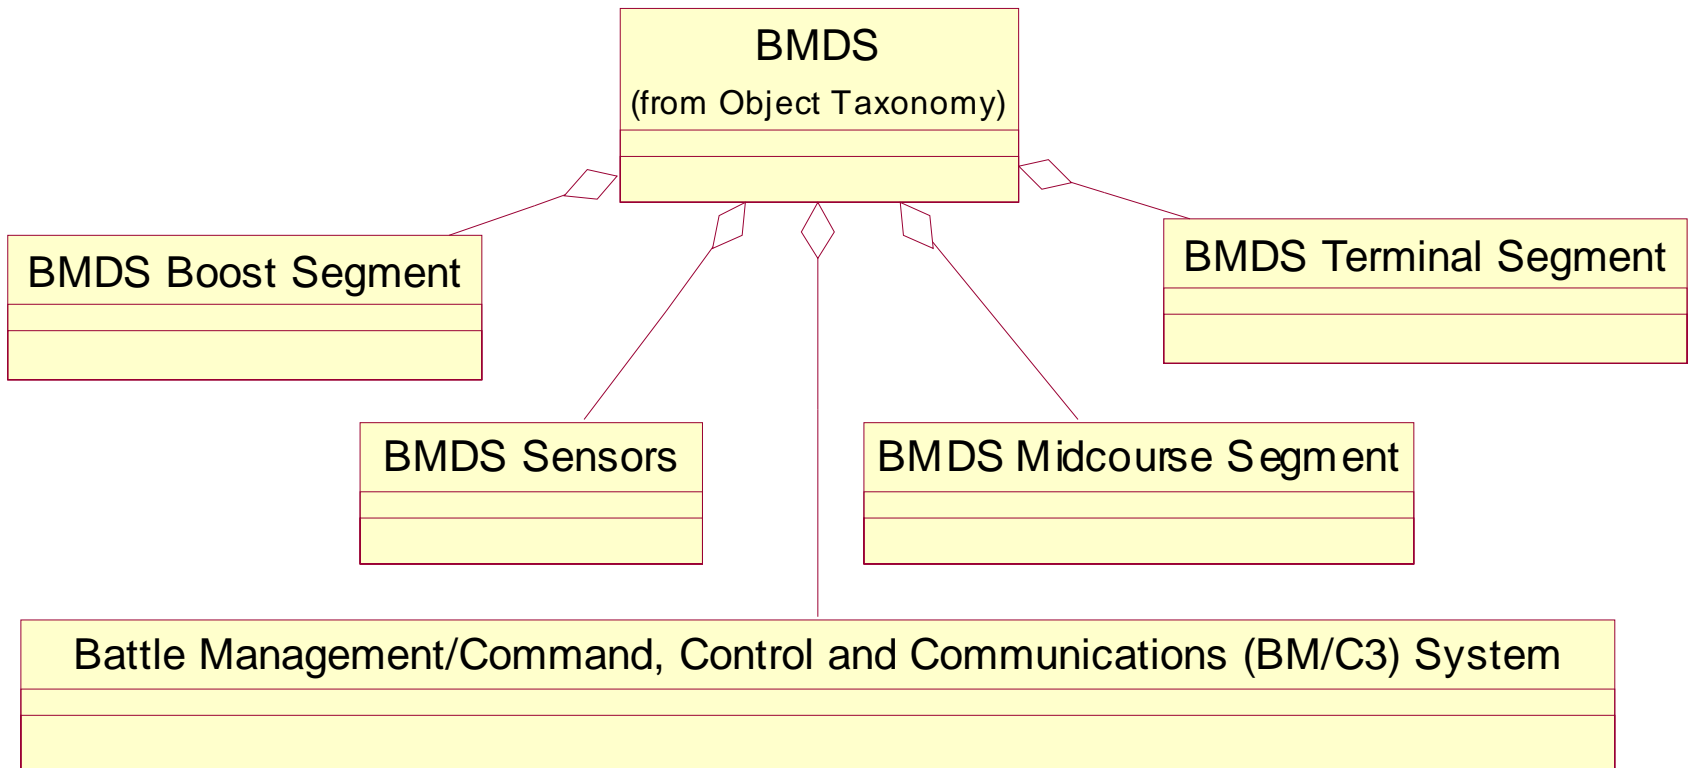 BMDS
(from Object Taxonomy)
BMDS Boost Segment
BMDS Terminal Segment
BMDS Sensors
BMDS Midcourse Segment
Battle Management/Command, Control and Communications (BM/C3) System